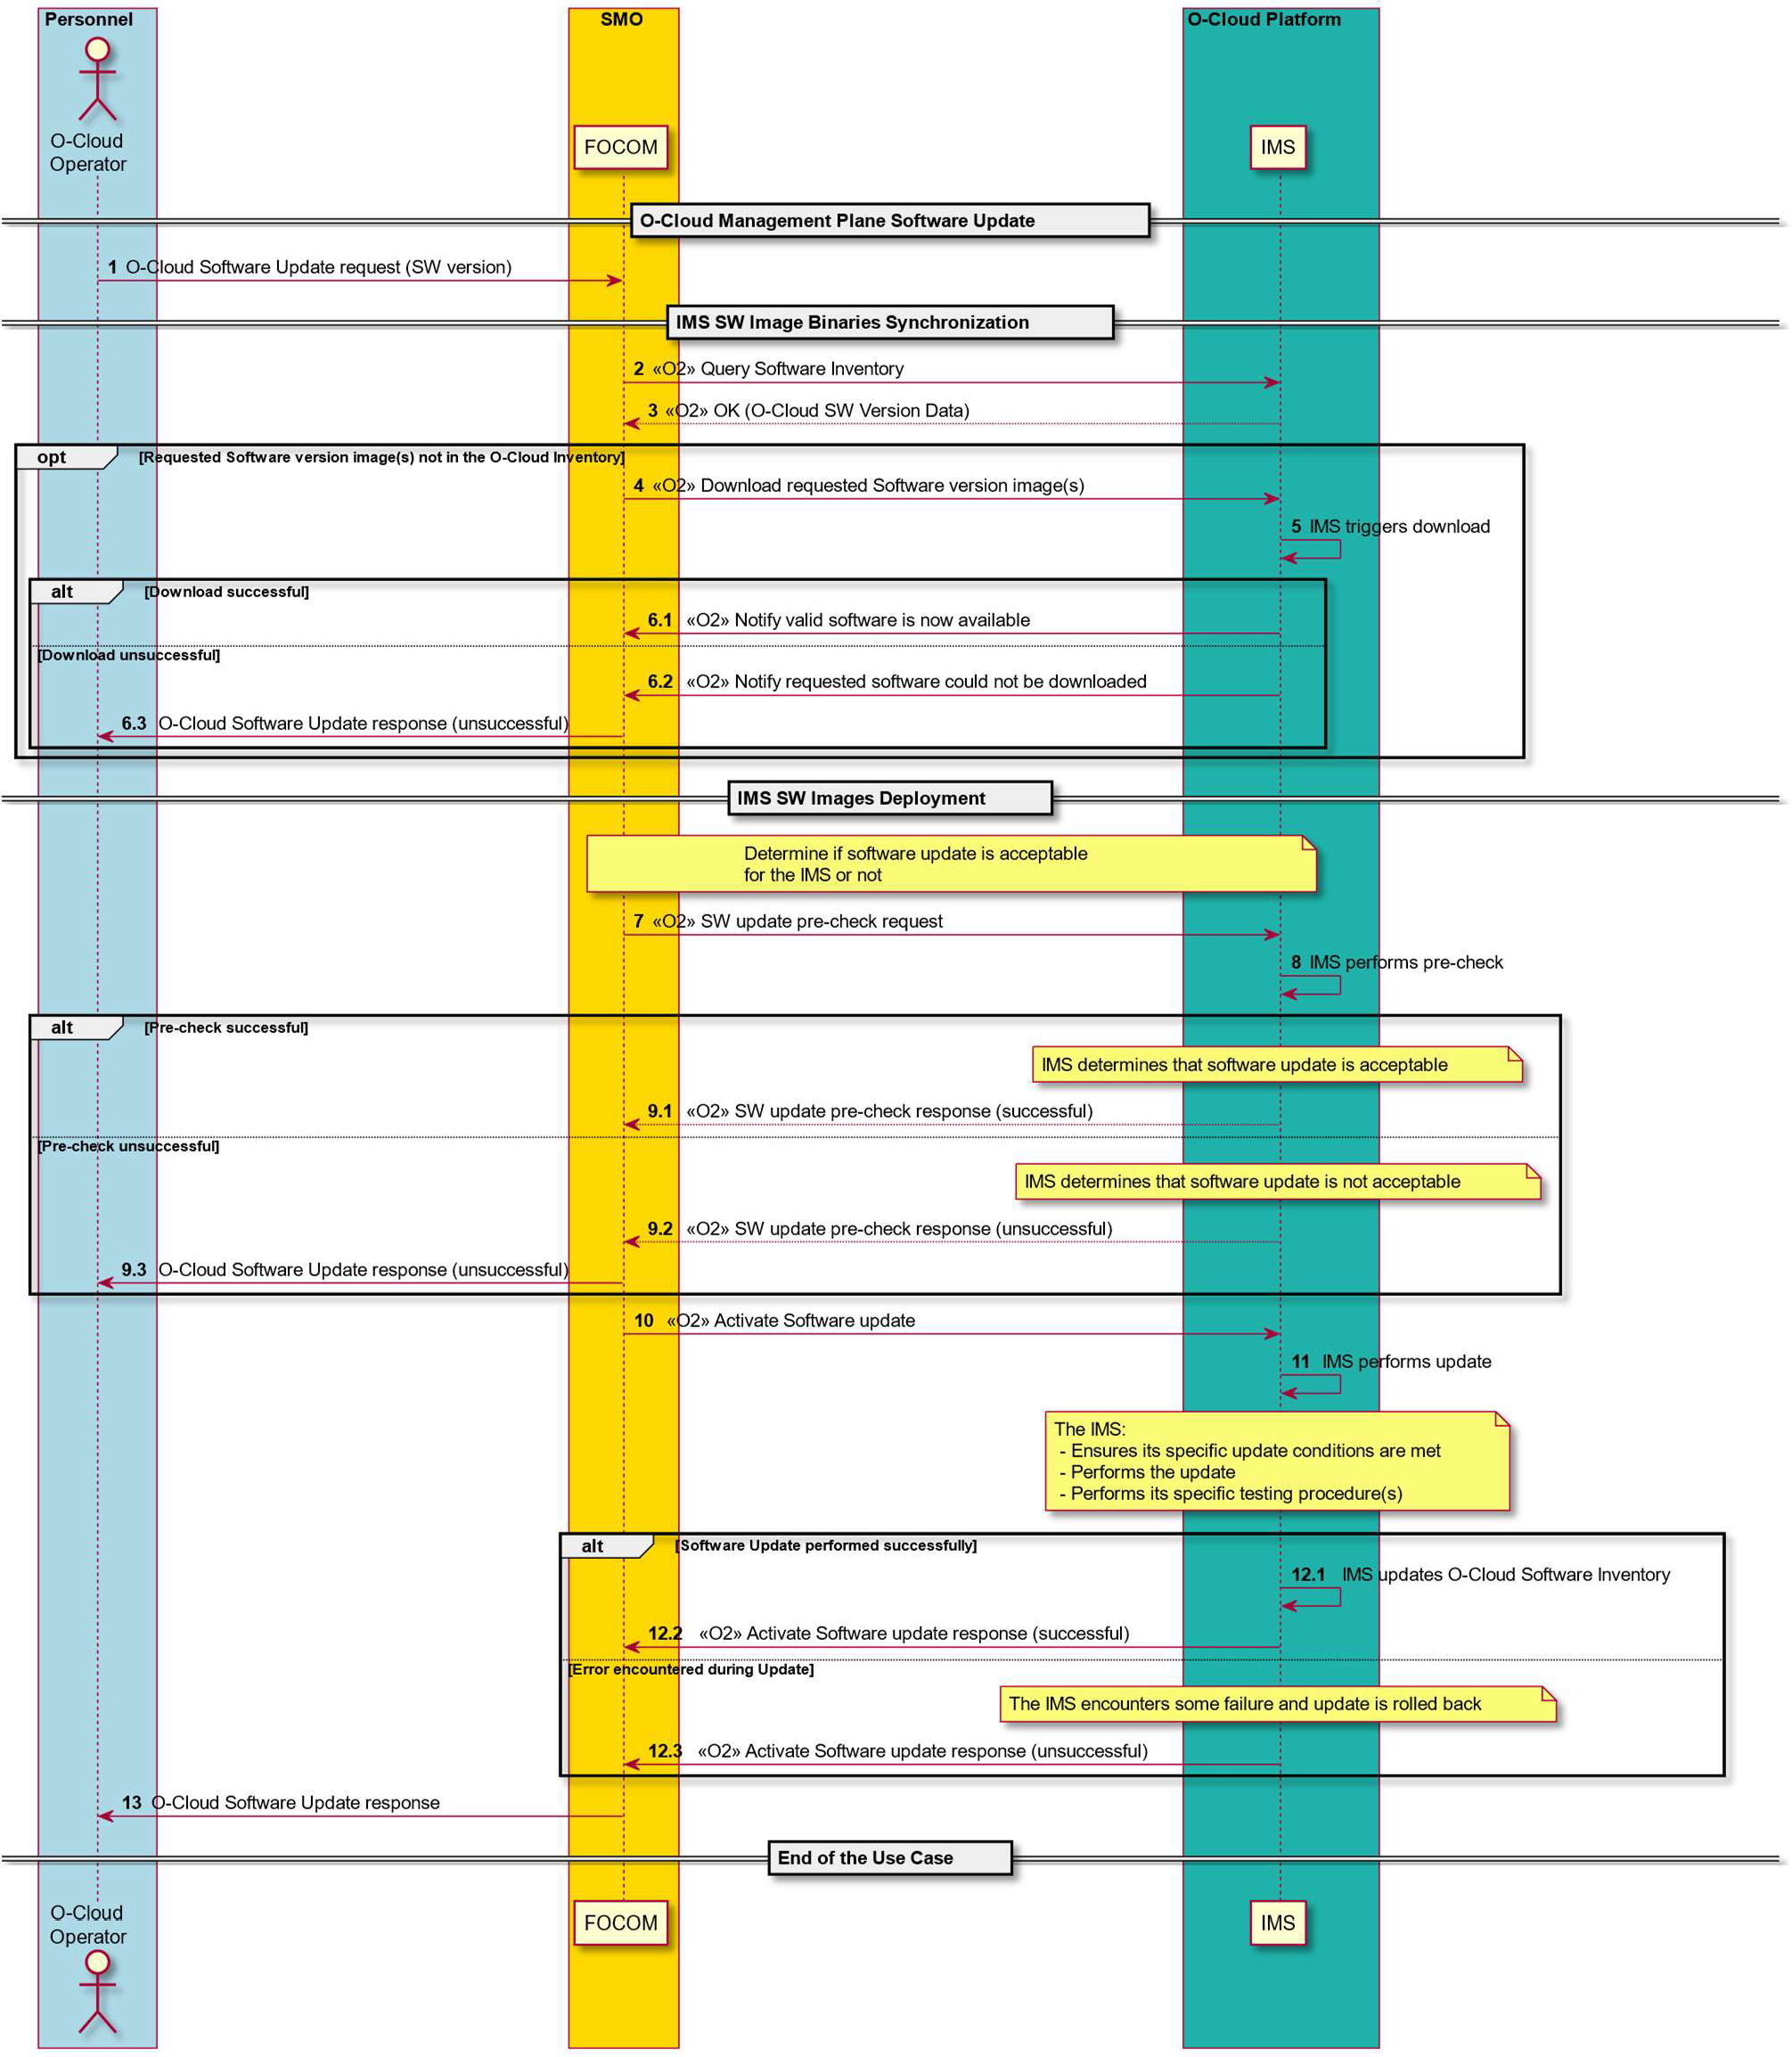 Personnel
SMO
O-Cloud Platform
O-Cloud
Operator
FOCOM
IMS
O-Cloud Management Plane Software Update
1 O-Cloud Software Update request (SW version)
IMS SW Image Binaries Synchronization
2 «O2» Query Software Inventory
3 «O2» OK (O-Cloud SW Version Data)
opt [Requested Software version image(s) not in the O-Cloud Inventory]
4 «O2» Download requested Software version image(s)
5 IMS triggers download
alt [Download successful]
6.1 «O2» Notify valid software is now available
[Download unsuccessful]
6.2 «O2» Notify requested software could not be downloaded
6.3 O-Cloud Software Update response (unsuccessful)
IMS SW Images Deployment
Determine if software update is acceptable
for the IMS or not
7 «O2» SW update pre-check request
8 IMS performs pre-check
alt [Pre-check successful]
IMS determines that software update is acceptable
9.1 «O2» SW update pre-check response (successful)
[Pre-check unsuccessful]
IMS determines that software update is not acceptable
9.2 «O2» SW update pre-check response (unsuccessful)
9.3 O-Cloud Software Update response (unsuccessful)
10 «O2» Activate Software update
11 IMS performs update
The IMS:
- Ensures its specific update conditions are met
- Performs the update
- Performs its specific testing procedure(s)
alt [Software Update performed successfully]
12.1 IMS updates O-Cloud Software Inventory
12.2 «O2» Activate Software update response (successful)
[Error encountered during Update]
The IMS encounters some failure and update is rolled back
12.3 «O2» Activate Software update response (unsuccessful)
13 O-Cloud Software Update response
End of the Use Case
O-Cloud
Operator
FOCOM
IMS